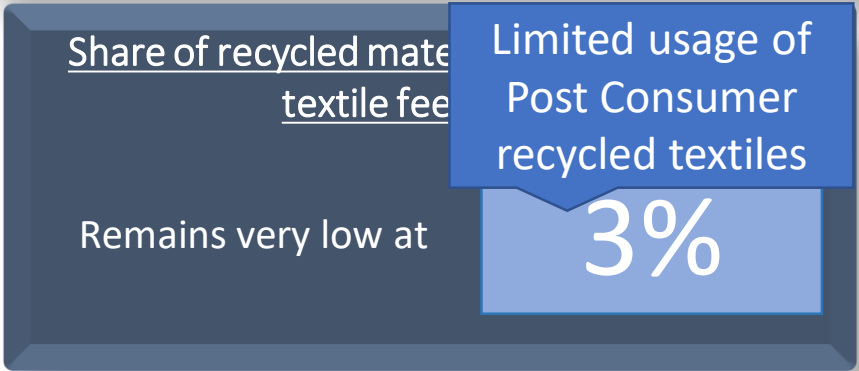 Share of recycled mate
textile fee
Limited usage of
Post Consumer
recycled textiles
Remains very low at
3%